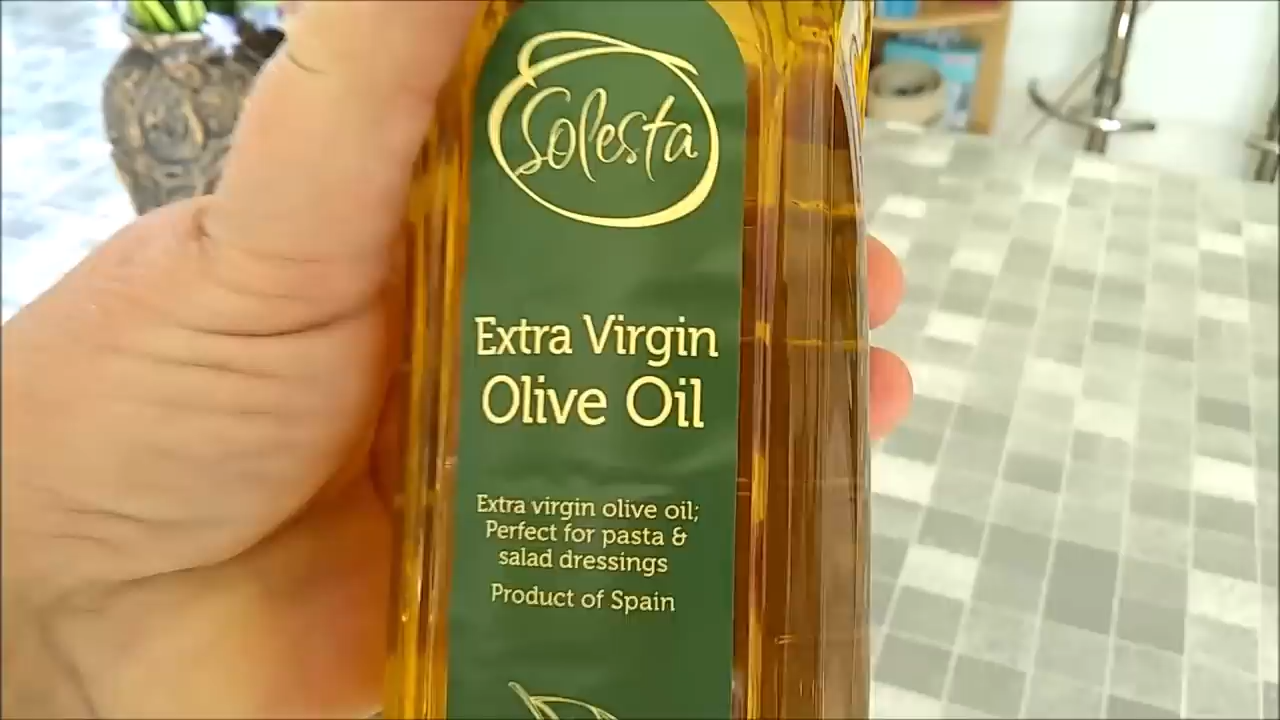 Solesta
Extra Virgin
Olive Oil
Extra virgin olive oil;
Perfect for pasta &
salad dressings
Product of Spain